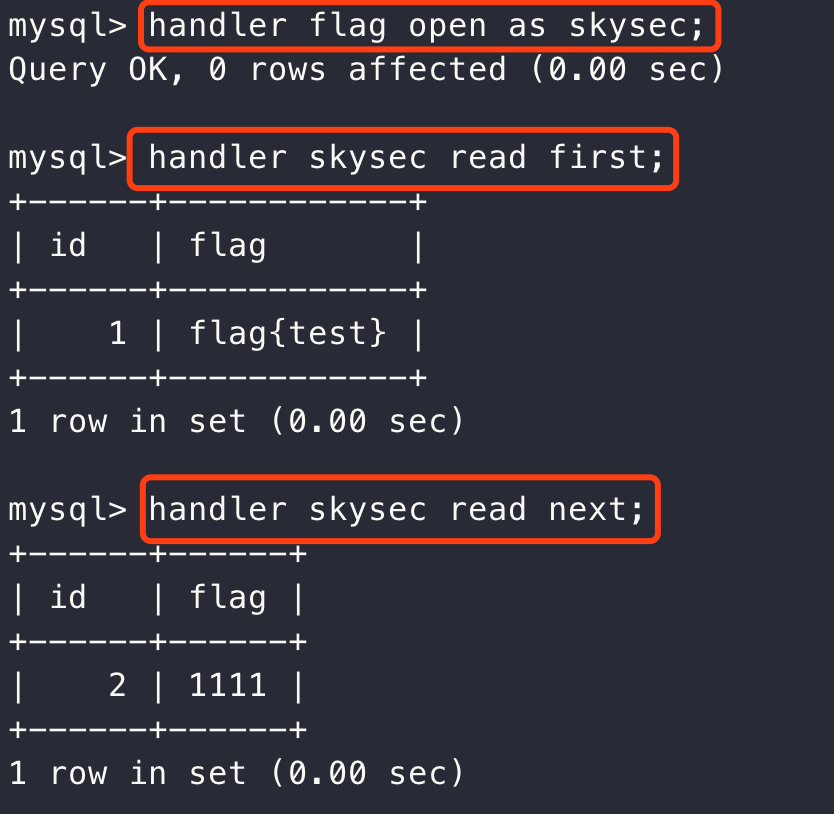 mysql> handler flag open as skysec;
Query OK, 0 rows affected (0.00 sec)
mysql> handler skysec read first;
+------+------------+
| id   | flag       |
+------+------------+
|    1 | flag{test} |
+------+------------+
1 row in set (0.00 sec)
mysql> handler skysec read next;
+------+------+
| id   | flag |
+------+------+
|    2 | 1111 |
+------+------+
1 row in set (0.00 sec)